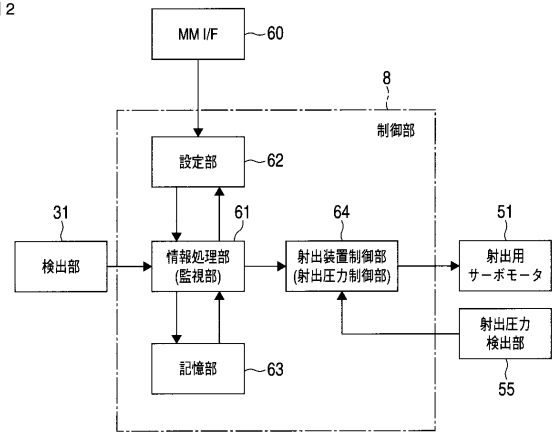 図2
MM I/F
60
8
制御部
設定部
62
31
検出部
61
情報処理部
(監視部)
64
射出装置制御部
(射出圧力制御部)
51
射出用
サーボモータ
記憶部
63
射出圧力
検出部
55